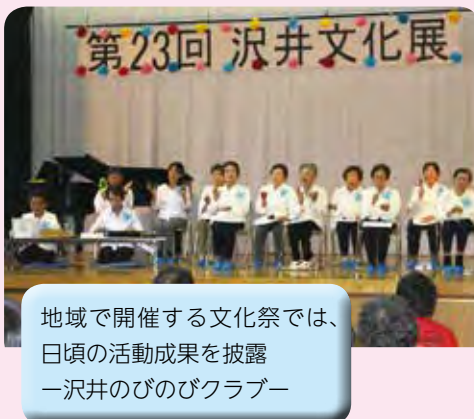 第23回 沢井文化展
地域で開催する文化祭では、
日頃の活動成果を披露
ー沢井のびのびクラブー